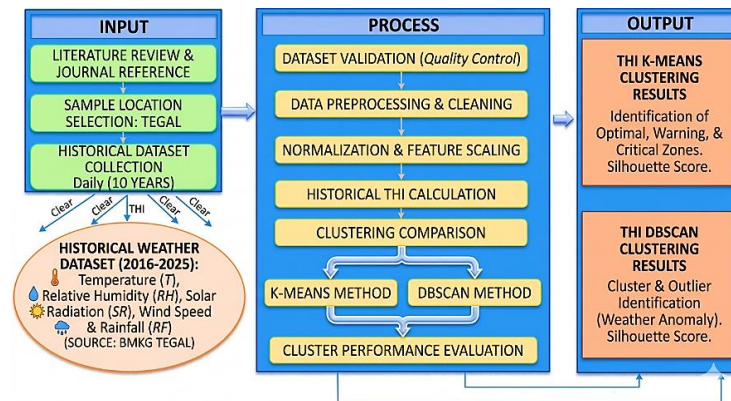 INPUT
LITERATURE REVIEW &
JOURNAL REFERENCE
SAMPLE LOCATION
SELECTION: TEGAL
HISTORICAL DATASET
COLLECTION
Daily (10 YEARS)
Clear
Clear
THI
Clear
Clear
HISTORICAL WEATHER
DATASET (2016-2025):
Temperature (T),
Relative Humidity (RH), Solar
Radiation (SR), Wind Speed
& Rainfall (RF)
(SOURCE: BMKG TEGAL)
PROCESS
DATASET VALIDATION (Quality Control)
DATA PREPROCESSING & CLEANING
NORMALIZATION & FEATURE SCALING
HISTORICAL THI CALCULATION
CLUSTERING COMPARISON
K-MEANS METHOD
DBSCAN METHOD
CLUSTER PERFORMANCE EVALUATION
OUTPUT
THI K-MEANS
CLUSTERING
RESULTS
Identification of
Optimal, Warning, &
Critical Zones.
Silhouette Score.
THI DBSCAN
CLUSTERING
RESULTS
Cluster & Outlier
Identification
(Weather Anomaly).
Silhouette Score.